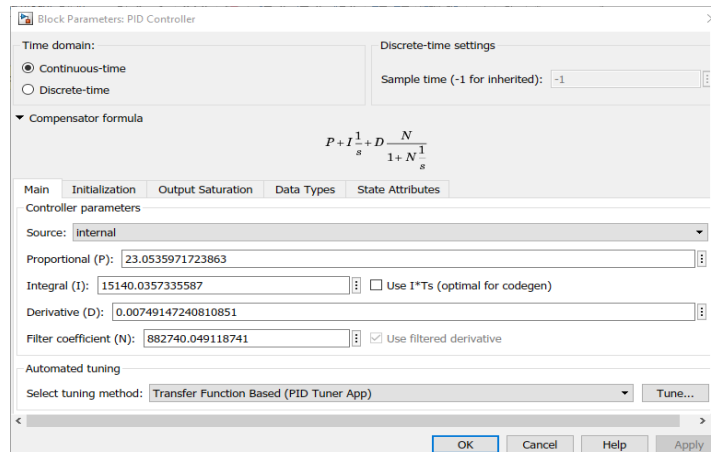 Block Parameters: PID Controller
Time domain:
Discrete-time settings
Continuous-time
Discrete-time
Sample time (-1 for inherited): -1
Compensator formula
P+I 1/s +D N/(1+N 1/s)
Main Initialization Output Saturation Data Types State Attributes
Controller parameters
Source: internal
Proportional (P): 23.0535971723863
Integral (I): 15140.0357335587 Use I*Ts (optimal for codegen)
Derivative (D): 0.00749147240810851
Filter coefficient (N): 882740.049118741 Use filtered derivative
Automated tuning
Select tuning method: Transfer Function Based (PID Tuner App) Tune...
OK Cancel Help Apply